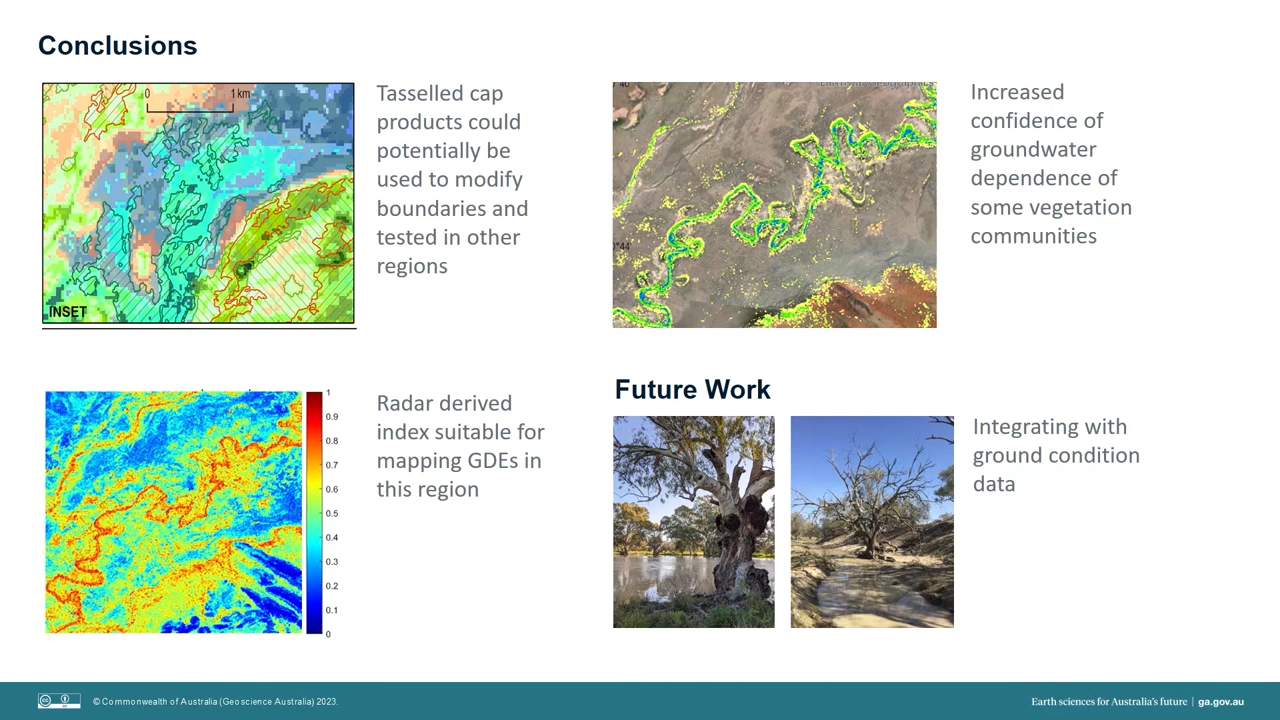 Conclusions
0 1 km
INSET
Tasselled cap
products could
potentially be
used to modify
boundaries and
tested in other
regions
0°44'
Increased
confidence of
groundwater
dependence of
some vegetation
communities
1
0.9
0.8
0.7
0.6
0.5
0.4
0.3
0.2
0.1
0
Radar derived
index suitable for
mapping GDEs in
this region
Future Work
Integrating with
ground condition
data
© Commonwealth of Australia (Geoscience Australia) 2023.
Earth sciences for Australia's future | ga.gov.au